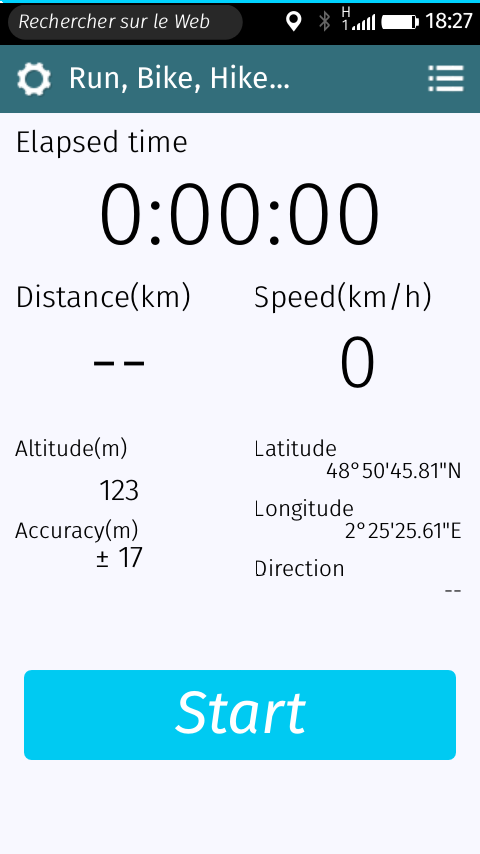 Rechercher sur le Web H 1 18:27
Run, Bike, Hike...
Elapsed time
0:00:00
Distance(km) Speed(km/h)
-- 0
Altitude(m) Latitude
48°50'45.81"N
123
Longitude
Accuracy(m) 2°25'25.61"E
± 17
Direction
--
Start